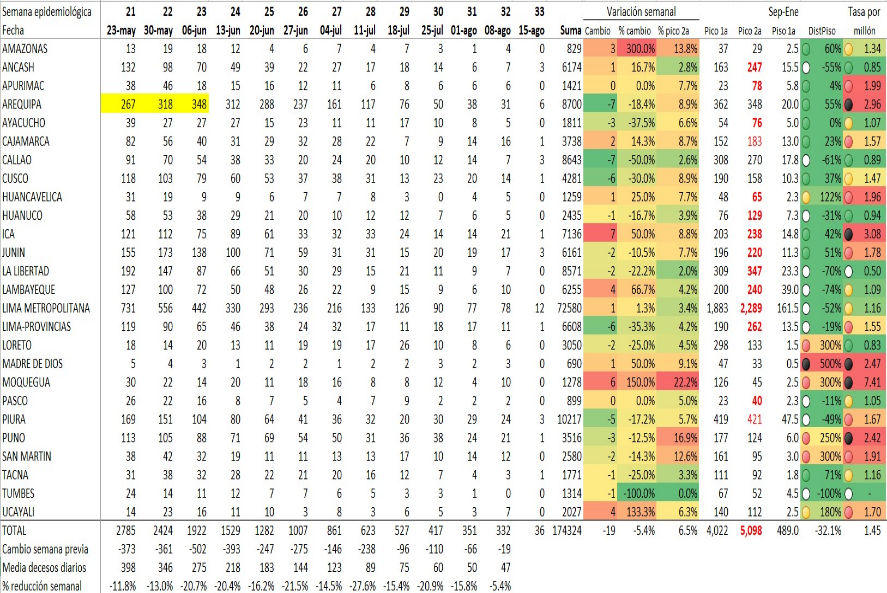 Semana epidemiológica 21 22 23 24 25 26 27 28 29 30 31 32 33 Variación semanal Sep-Ene Tasa por
Fecha 23-may 30-may 06-jun 13-jun 20-jun 27-jun 04-jul 11-jul 18-jul 25-jul 01-ago 08-ago 15-ago Suma Cambio % cambio % pico 2a Pico 1a Pico 2a Piso 1a DistPiso millón
AMAZONAS 13 19 18 12 4 6 7 4 7 3 1 4 0 829 3 300.0% 13.8% 37 29 2.5 60% 1.34
ANCASH 132 98 70 49 39 22 27 17 18 14 6 7 3 6174 1 16.7% 2.8% 163 247 15.5 -55% 0.85
APURIMAC 38 46 18 15 16 12 11 6 8 6 6 6 0 1421 0 0.0% 7.7% 23 78 5.8 4% 1.99
AREQUIPA 267 318 348 312 288 237 161 117 76 50 38 31 6 8700 -7 -18.4% 8.9% 362 348 20.0 55% 2.96
AYACUCHO 39 27 27 27 15 23 11 11 17 10 8 5 0 1811 -3 -37.5% 6.6% 54 76 5.0 0% 1.07
CAJAMARCA 82 56 40 31 29 32 28 22 7 9 14 16 1 3738 2 14.3% 8.7% 152 183 13.0 23% 1.57
CALLAO 91 70 54 38 33 20 24 20 10 12 14 7 3 8643 -7 -50.0% 2.6% 308 270 17.8 -61% 0.89
CUSCO 118 103 79 60 53 37 38 31 13 23 20 14 1 4281 -6 -30.0% 8.9% 190 158 10.3 37% 1.47
HUANCAVELICA 31 19 9 9 6 7 7 8 3 0 4 5 0 1259 1 25.0% 7.7% 48 65 2.3 122% 1.96
HUANUCO 58 53 38 29 21 20 10 12 12 7 6 5 0 2435 -1 -16.7% 3.9% 76 129 7.3 -31% 0.94
ICA 121 112 75 89 61 33 32 33 24 14 14 21 1 7136 7 50.0% 8.8% 203 238 14.8 42% 3.08
JUNIN 155 173 138 100 71 59 31 31 15 20 19 17 3 6161 -2 -10.5% 7.7% 196 220 11.3 51% 1.78
LA LIBERTAD 192 147 87 66 51 30 29 15 21 11 9 7 0 8571 -2 -22.2% 2.0% 309 347 23.3 -70% 0.50
LAMBAYEQUE 127 100 72 50 48 26 22 9 15 9 6 10 0 6255 4 66.7% 4.2% 200 240 39.0 -74% 1.09
LIMA METROPOLITANA 731 556 442 330 293 236 216 133 126 90 77 78 12 72580 1 1.3% 3.4% 1,883 2,289 161.5 -52% 1.16
LIMA-PROVINCIAS 119 90 65 46 38 24 32 17 11 18 17 11 1 6608 -6 -35.3% 4.2% 190 262 13.5 -19% 1.55
LORETO 18 14 20 13 11 19 19 17 26 10 8 6 0 3050 -2 -25.0% 4.5% 298 133 1.5 300% 0.83
MADRE DE DIOS 5 4 3 1 2 2 1 2 2 3 2 3 0 690 1 50.0% 9.1% 47 33 0.5 500% 2.47
MOQUEGUA 30 22 14 20 11 18 16 8 8 12 4 10 0 1278 6 150.0% 22.2% 126 45 2.5 300% 7.41
PASCO 26 22 16 8 7 5 4 7 9 2 2 2 0 899 0 0.0% 5.0% 23 40 2.3 -11% 1.05
PIURA 169 151 104 80 64 41 36 32 20 30 29 24 3 10217 -5 -17.2% 5.7% 419 421 47.5 -49% 1.67
PUNO 113 105 88 71 69 54 50 31 36 38 24 21 1 3516 -3 -12.5% 16.9% 177 124 6.0 250% 2.42
SAN MARTIN 38 42 32 19 11 11 13 13 17 10 14 12 0 2580 -2 -14.3% 12.6% 161 95 3.0 300% 1.91
TACNA 31 38 32 28 22 21 20 16 12 7 4 3 1 1771 -1 -25.0% 3.3% 111 92 1.8 71% 1.16
TUMBES 24 14 11 12 7 7 6 5 3 3 1 0 0 1314 -1 -100.0% 0.0% 67 52 4.5 -100% -
UCAYALI 14 23 16 11 10 3 8 3 6 5 3 7 0 2027 4 133.3% 6.3% 140 112 2.5 180% 1.70
TOTAL 2785 2424 1922 1529 1282 1007 861 623 527 417 351 332 36 174324 -19 -5.4% 6.5% 4,022 5,098 489.0 -32.1% 1.45
Cambio semana previa -373 -361 -502 -393 -247 -275 -146 -238 -96 -110 -66 -19
Media decesos diarios 398 346 275 218 183 144 123 89 75 60 50 47
% reducción semanal -11.8% -13.0% -20.7% -20.4% -16.2% -21.5% -14.5% -27.6% -15.4% -20.9% -15.8% -5.4%